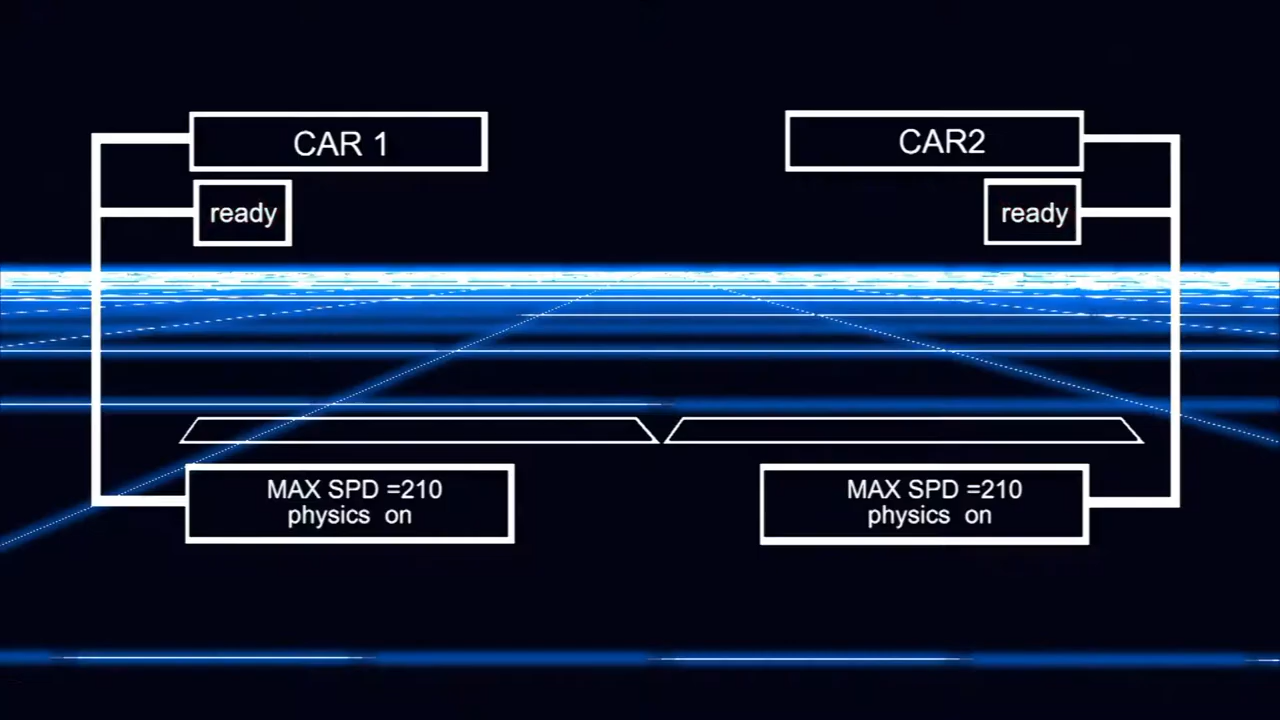 CAR 1
CAR2
ready
ready
MAX SPD =210
physics on
MAX SPD =210
physics on